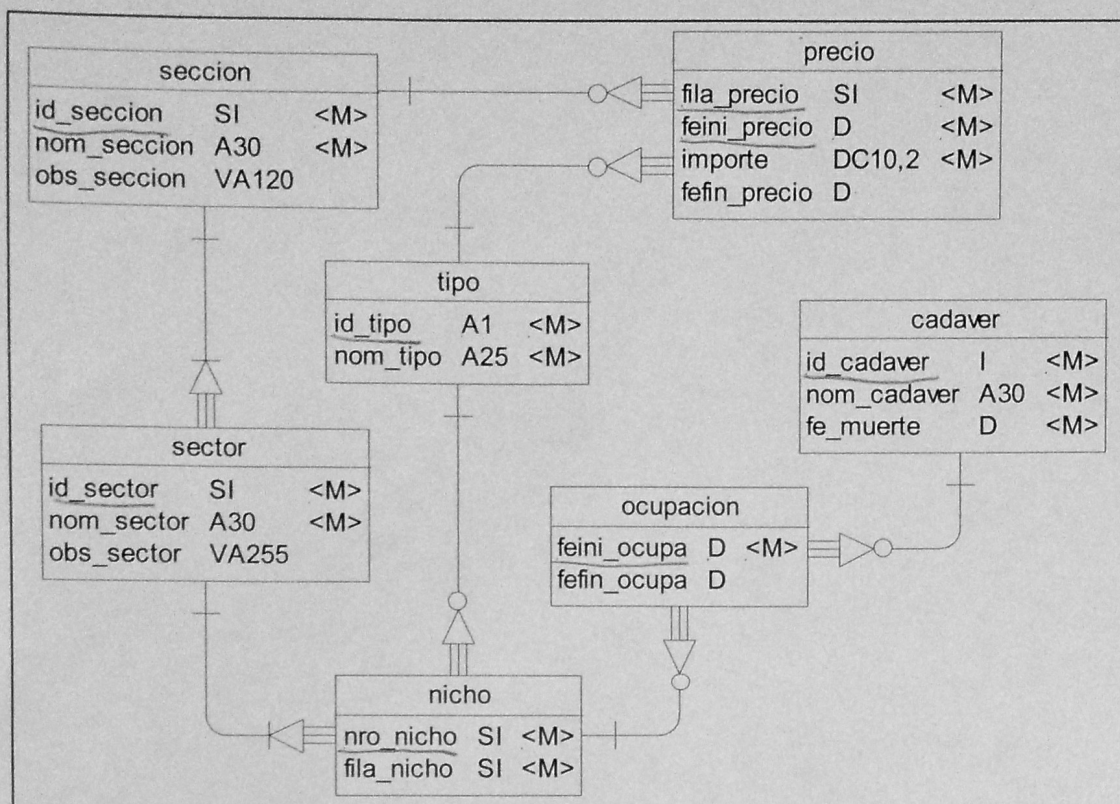 seccion
id_seccion SI <M>
nom_seccion A30 <M>
obs_seccion VA120
precio
fila_precio SI <M>
feini_precio D <M>
importe DC10,2 <M>
fefin_precio D
tipo
id_tipo A1 <M>
nom_tipo A25 <M>
cadaver
id_cadaver I <M>
nom_cadaver A30 <M>
fe_muerte D <M>
sector
id_sector SI <M>
nom_sector A30 <M>
obs_sector VA255
ocupacion
feini_ocupa D <M>
fefin_ocupa D
nicho
nro_nicho SI <M>
fila_nicho SI <M>